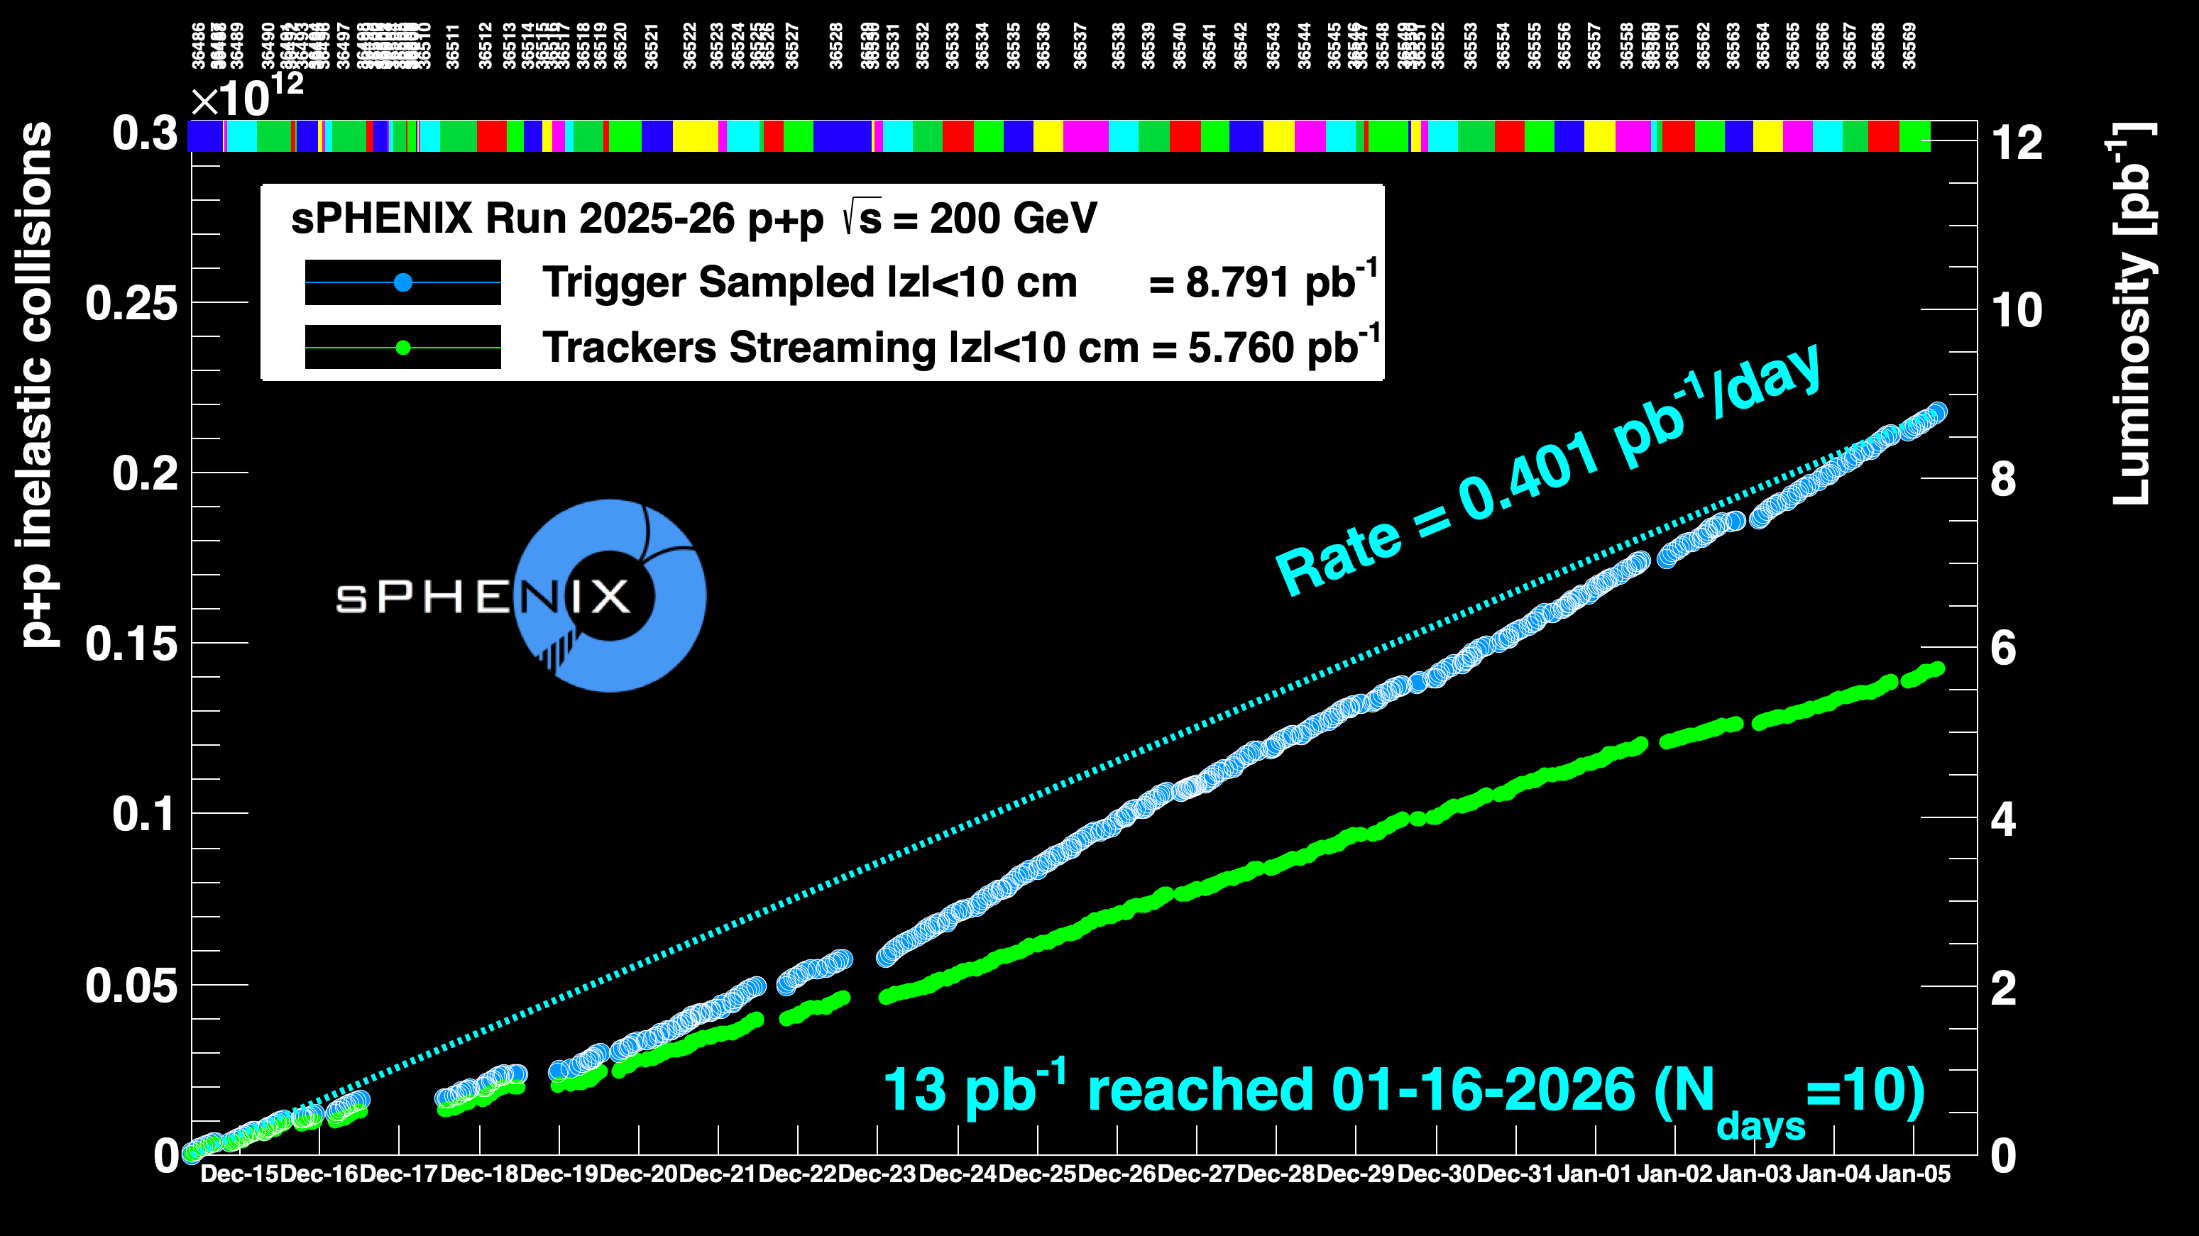 36486 36489 36490 36497 36510 36511 36512 36513 36514 36517 36518 36519 36520 36521 36522 36523 36524 36526 36527 36528 36531 36532 36533 36534 36535 36536 36537 36538 36539 36540 36541 36542 36543 36544 36545 36547 36548 36551 36552 36553 36554 36555 36556 36557 36558 36561 36562 36563 36564 36565 36566 36567 36568 36569
×10¹²
p+p inelastic collisions
0.3
0.25
0.2
0.15
0.1
0.05
0
sPHENIX Run 2025-26 p+p √s = 200 GeV
Trigger Sampled |z|<10 cm = 8.791 pb⁻¹
Trackers Streaming |z|<10 cm = 5.760 pb⁻¹
sPHENIX
Rate = 0.401 pb⁻¹/day
13 pb⁻¹ reached 01-16-2026 (N_days=10)
Luminosity [pb⁻¹]
12
10
8
6
4
2
0
Dec-15 Dec-16 Dec-17 Dec-18 Dec-19 Dec-20 Dec-21 Dec-22 Dec-23 Dec-24 Dec-25 Dec-26 Dec-27 Dec-28 Dec-29 Dec-30 Dec-31 Jan-01 Jan-02 Jan-03 Jan-04 Jan-05